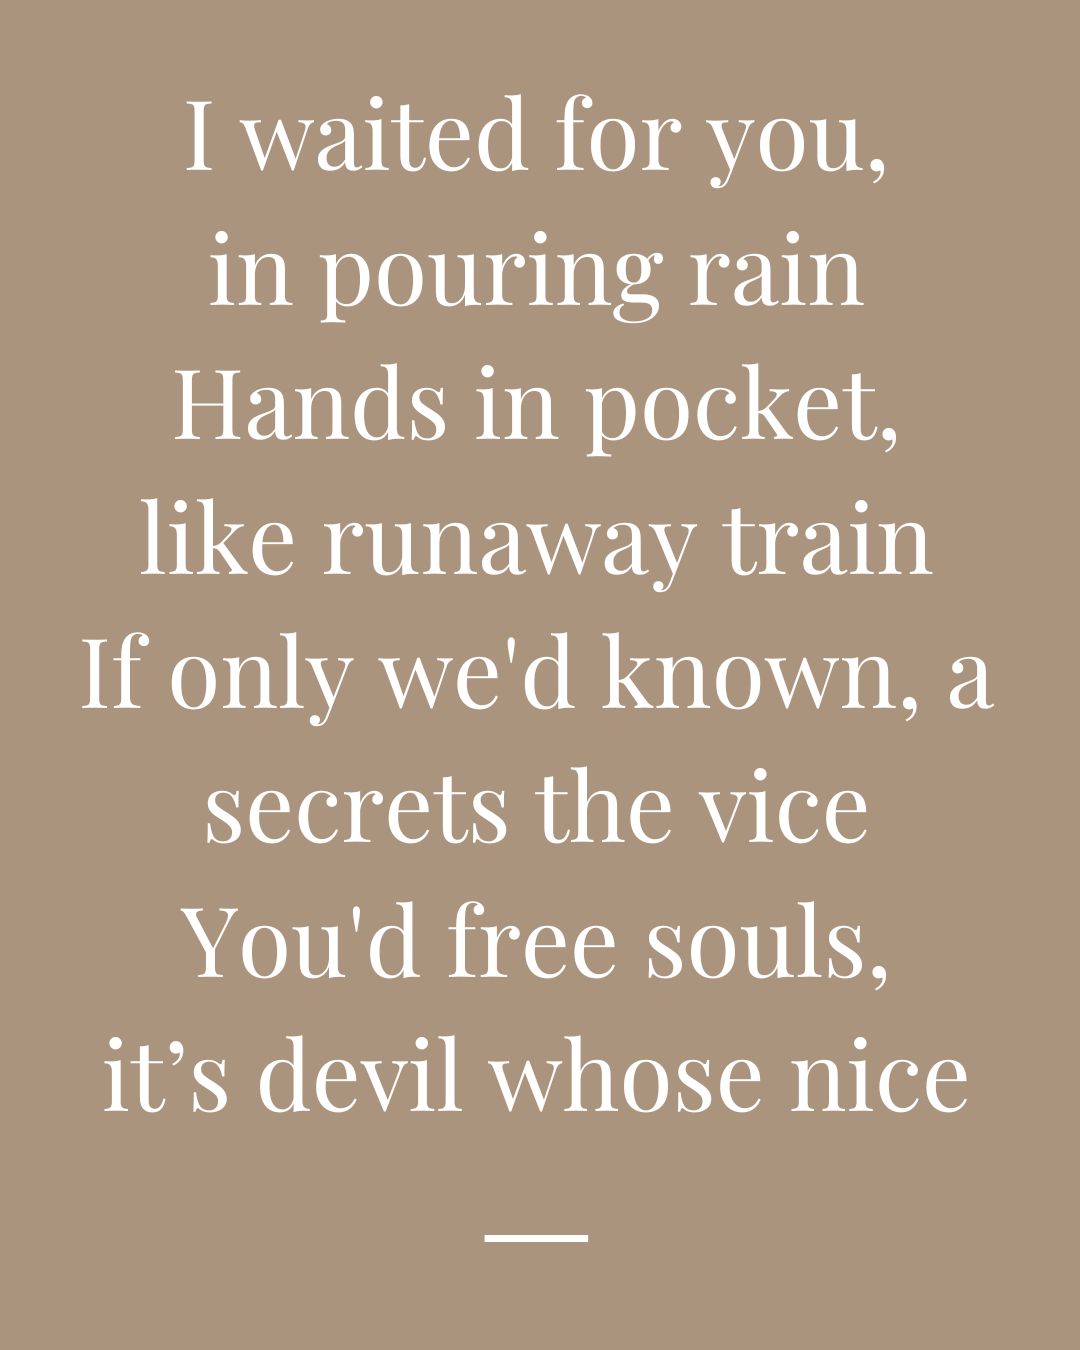 I waited for you,
in pouring rain
Hands in pocket,
like runaway train
If only we'd known, a
secrets the vice
You'd free souls,
it’s devil whose nice